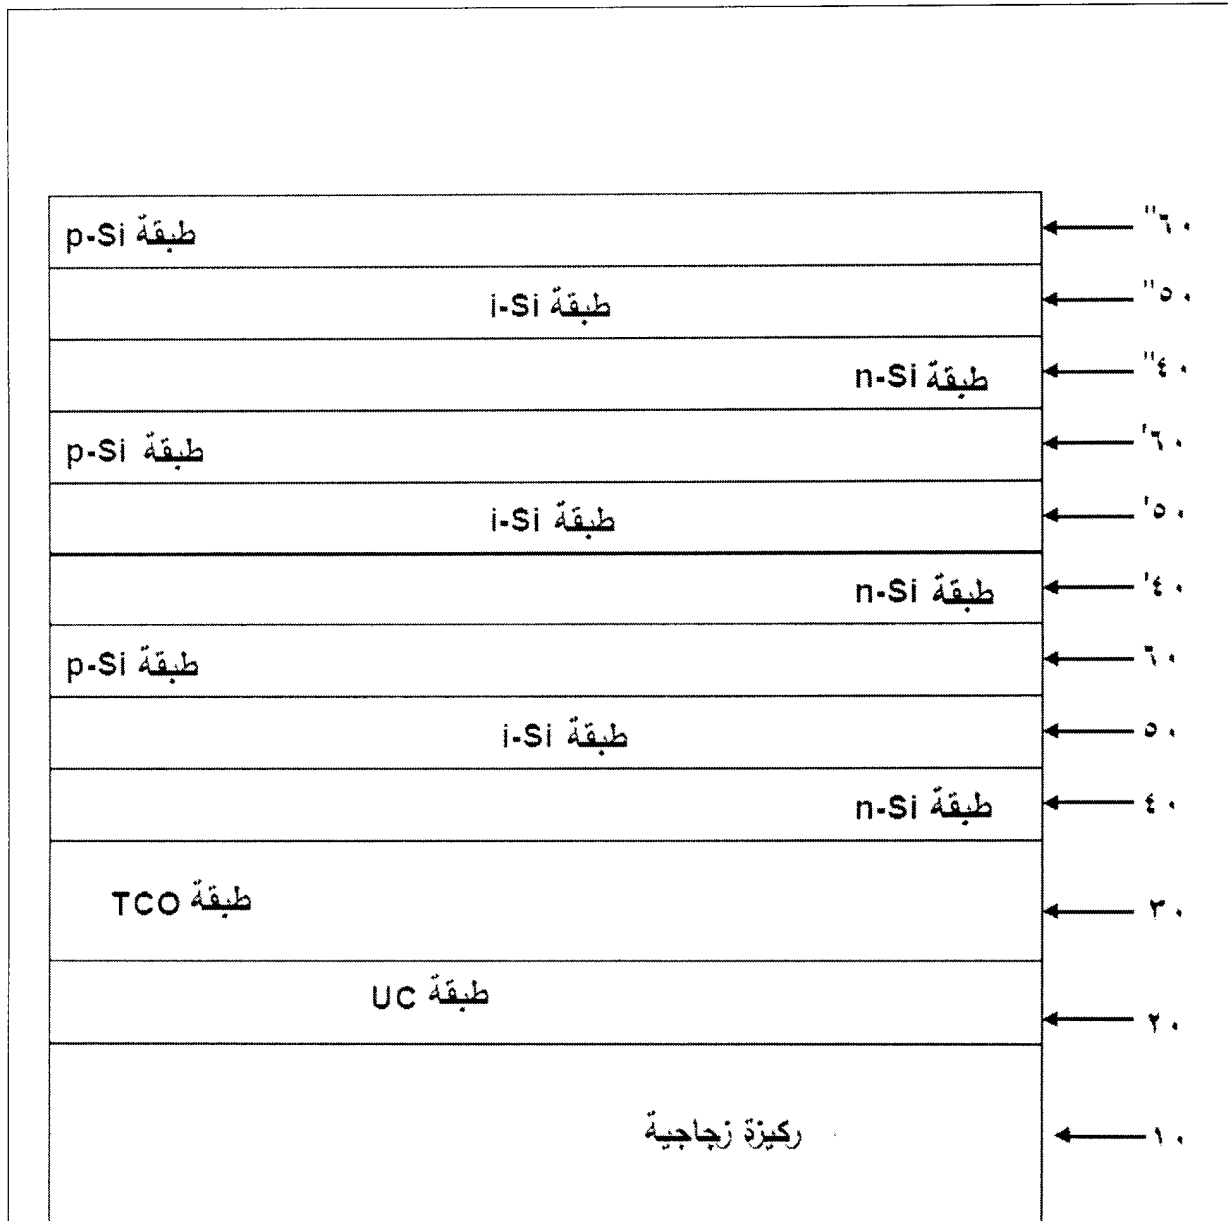 طبقة p-Si
"٦٠
طبقة i-Si
"٥٠
طبقة n-Si
"٤٠
طبقة p-Si
'٦٠
طبقة i-Si
'٥٠
طبقة n-Si
'٤٠
طبقة p-Si
٦٠
طبقة i-Si
٥٠
طبقة n-Si
٤٠
طبقة TCO
٣٠
طبقة UC
٢٠
ركيزة زجاجية
١٠